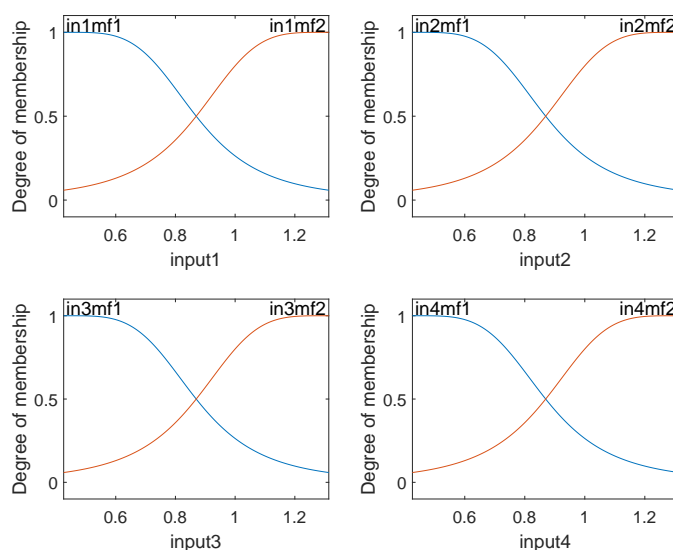 in1mf1 in1mf2
Degree of membership
1
0.5
0
0.6 0.8 1 1.2
input1
in2mf1 in2mf2
Degree of membership
1
0.5
0
0.6 0.8 1 1.2
input2
in3mf1 in3mf2
Degree of membership
1
0.5
0
0.6 0.8 1 1.2
input3
in4mf1 in4mf2
Degree of membership
1
0.5
0
0.6 0.8 1 1.2
input4